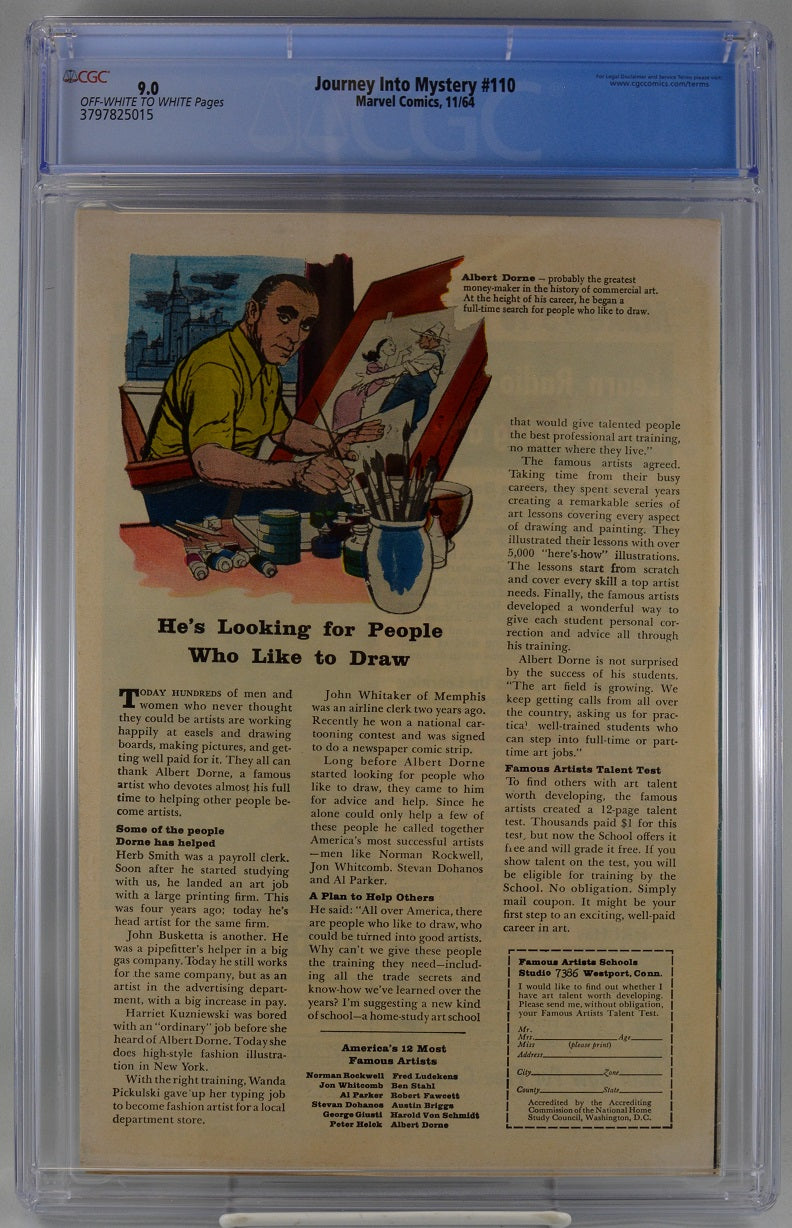 CGC
9.0
OFF-WHITE TO WHITE Pages
3797825015
Journey Into Mystery #110
Marvel Comics, 11/64
For Legal Disclaimer and Service Terms please visit:
www.cgccomics.com/terms
CGC
Albert Dorne — probably the greatest
money-maker in the history of commercial art.
At the height of his career, he began a
full-time search for people who like to draw.
He's Looking for People
Who Like to Draw
TODAY HUNDREDS of men and
women who never thought
they could be artists are working
happily at easels and drawing
boards, making pictures, and get-
ting well paid for it. They all can
thank Albert Dorne, a famous
artist who devotes almost his full
time to helping other people be-
come artists.
Some of the people
Dorne has helped
Herb Smith was a payroll clerk.
Soon after he started studying
with us, he landed an art job
with a large printing firm. This
was four years ago; today he's
head artist for the same firm.
John Busketta is another. He
was a pipefitter's helper in a big
gas company. Today he still works
for the same company, but as an
artist in the advertising depart-
ment, with a big increase in pay.
Harriet Kuzniewski was bored
with an "ordinary" job before she
heard of Albert Dorne. Today she
does high-style fashion illustra-
tion in New York.
With the right training, Wanda
Pickulski gave up her typing job
to become fashion artist for a local
department store.
John Whitaker of Memphis
was an airline clerk two years ago.
Recently he won a national car-
tooning contest and was signed
to do a newspaper comic strip.
Long before Albert Dorne
started looking for people who
like to draw, they came to him
for advice and help. Since he
alone could only help a few of
these people he called together
America's most successful artists
—men like Norman Rockwell,
Jon Whitcomb, Stevan Dohanos
and Al Parker.
A Plan to Help Others
He said: "All over America, there
are people who like to draw, who
could be turned into good artists.
Why can't we give these people
the training they need—includ-
ing all the trade secrets and
know-how we've learned over the
years? I'm suggesting a new kind
of school—a home-study art school
America's 12 Most
Famous Artists
Norman Rockwell Fred Ludekens
Jon Whitcomb Ben Stahl
Al Parker Robert Fawcett
Stevan Dohanos Austin Briggs
George Giusti Harold Von Schmidt
Peter Helck Albert Dorne
that would give talented people
the best professional art training,
no matter where they live."
The famous artists agreed.
Taking time from their busy
careers, they spent several years
creating a remarkable series of
art lessons covering every aspect
of drawing and painting. They
illustrated their lessons with over
5,000 "here's-how" illustrations.
The lessons start from scratch
and cover every skill a top artist
needs. Finally, the famous artists
developed a wonderful way to
give each student personal cor-
rection and advice all through
his training.
Albert Dorne is not surprised
by the success of his students.
"The art field is growing. We
keep getting calls from all over
the country, asking us for prac-
tical well-trained students who
can step into full-time or part-
time art jobs."
Famous Artists Talent Test
To find others with art talent
worth developing, the famous
artists created a 12-page talent
test. Thousands paid $1 for this
test, but now the School offers it
free and will grade it free. If you
show talent on the test, you will
be eligible for training by the
School. No obligation. Simply
mail coupon. It might be your
first step to an exciting, well-paid
career in art.
Famous Artists Schools
Studio 7386 Westport, Conn.
I would like to find out whether I
have art talent worth developing.
Please send me, without obligation,
your Famous Artists Talent Test.
Mr.
Mrs. Age
Miss (please print)
Address
City Zone
County State
Accredited by the Accrediting
Commission of the National Home
Study Council, Washington, D.C.